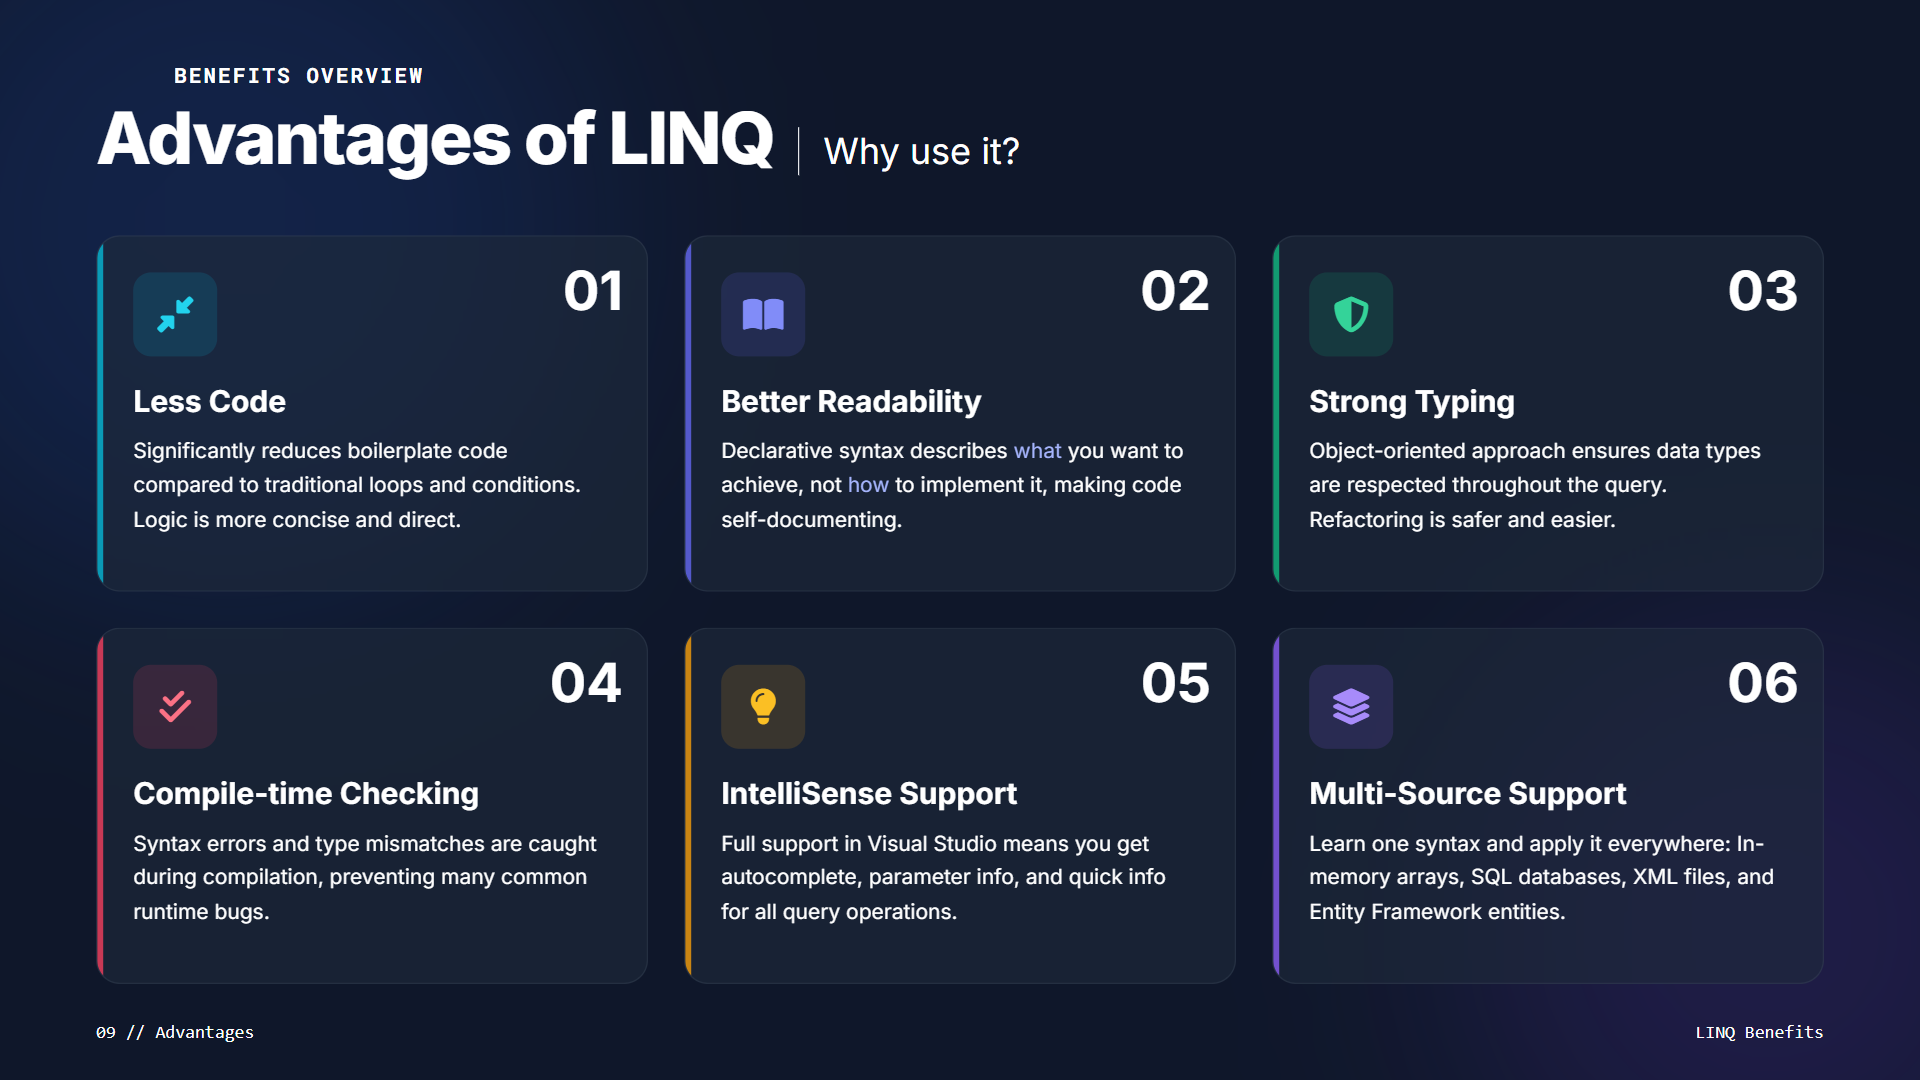 BENEFITS OVERVIEW
Advantages of LINQ
Why use it?
01
Less Code
Significantly reduces boilerplate code
compared to traditional loops and conditions.
Logic is more concise and direct.
02
Better Readability
Declarative syntax describes what you want to
achieve, not how to implement it, making code
self-documenting.
03
Strong Typing
Object-oriented approach ensures data types
are respected throughout the query.
Refactoring is safer and easier.
04
Compile-time Checking
Syntax errors and type mismatches are caught
during compilation, preventing many common
runtime bugs.
05
IntelliSense Support
Full support in Visual Studio means you get
autocomplete, parameter info, and quick info
for all query operations.
06
Multi-Source Support
Learn one syntax and apply it everywhere: In-
memory arrays, SQL databases, XML files, and
Entity Framework entities.
09 // Advantages
LINQ Benefits